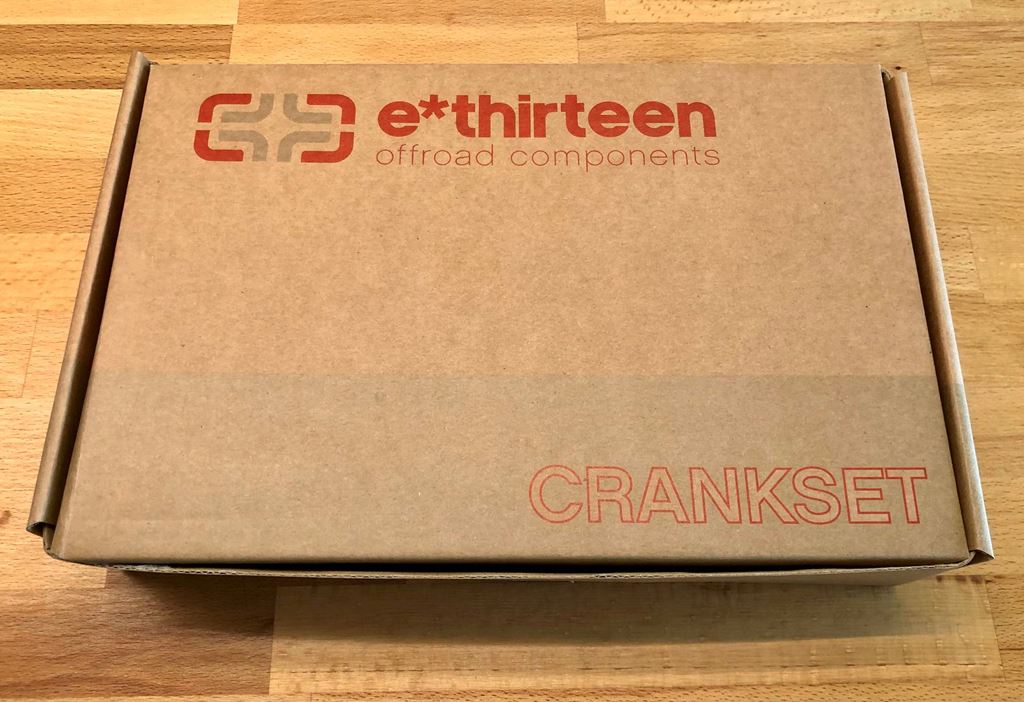 e*thirteen
offroad components
CRANKSET